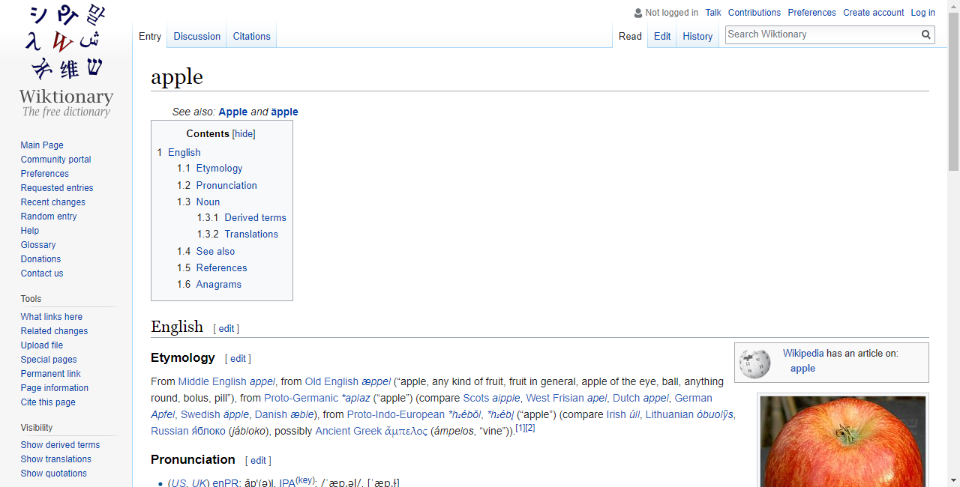 Not logged in Talk Contributions Preferences Create account Log in
Entry Discussion Citations Read Edit History Search Wiktionary
シ 말
λ W ش
维 ש
Wiktionary
The free dictionary
Main Page
Community portal
Preferences
Requested entries
Recent changes
Random entry
Help
Glossary
Donations
Contact us
Tools
What links here
Related changes
Upload file
Special pages
Permanent link
Page information
Cite this page
Visibility
Show derived terms
Show translations
Show quotations
apple
See also: Apple and äpple
Contents [hide]
1 English
1.1 Etymology
1.2 Pronunciation
1.3 Noun
1.3.1 Derived terms
1.3.2 Translations
1.4 See also
1.5 References
1.6 Anagrams
English [ edit ]
Wikipedia has an article on:
apple
Etymology [ edit ]
From Middle English appel, from Old English æppel (“apple, any kind of fruit, fruit in general, apple of the eye, ball, anything
round, bolus, pill”), from Proto-Germanic *aplaz (“apple”) (compare Scots aipple, West Frisian apel, Dutch appel, German
Apfel, Swedish äpple, Danish æble), from Proto-Indo-European *h₂ébōl, *h₂ébl̥ (“apple”) (compare Irish úll, Lithuanian óbuolỹs,
Russian я́блоко (jábloko), possibly Ancient Greek ἄμπελος (ámpelos, “vine”)).[1][2]
Pronunciation [ edit ]
• (US, UK) enPR: ăp'(ə)l, IPA(key): /ˈæp.əl/, [ˈæp.ɫ]